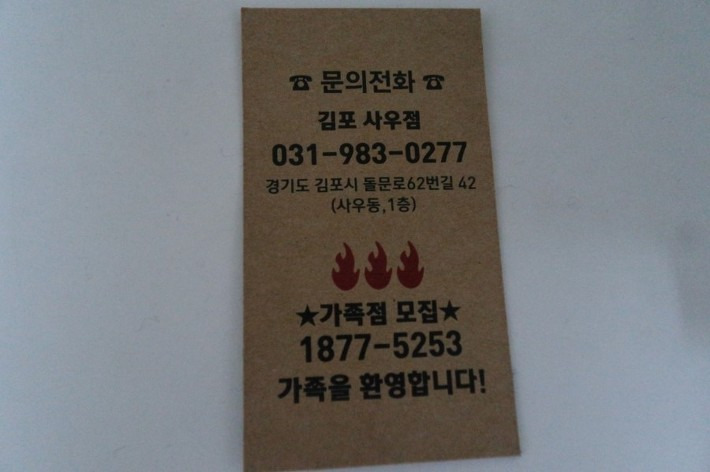 ☎ 문의전화 ☎
김포 사우점
031-983-0277
경기도 김포시 돌문로62번길 42
(사우동,1층)
★가족점 모집★
1877-5253
가족을 환영합니다!